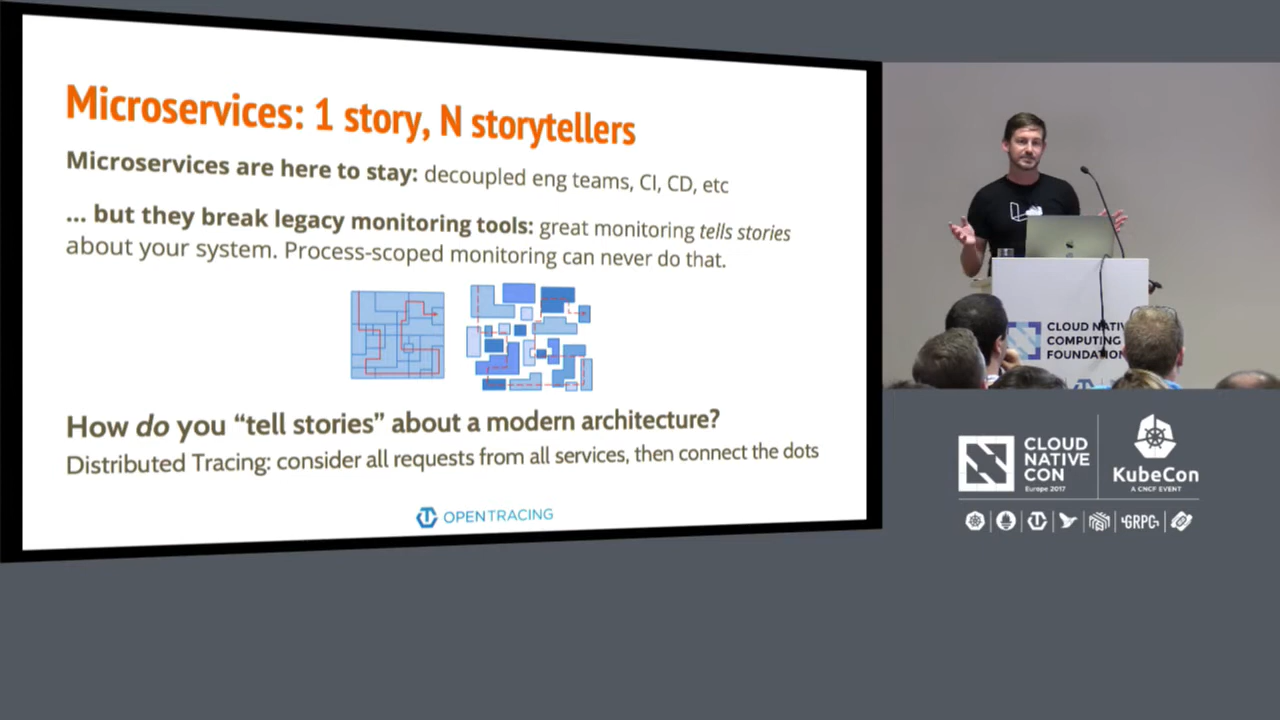 Microservices: 1 story, N storytellers
Microservices are here to stay: decoupled eng teams, CI, CD, etc
... but they break legacy monitoring tools: great monitoring tells stories
about your system. Process-scoped monitoring can never do that.
How do you “tell stories” about a modern architecture?
Distributed Tracing: consider all requests from all services, then connect the dots
OPENTRACING
CLOUD NATIV
COMPUTING
FOUNDATION
CLOUD
NATIVE
CON
Europe 2017
KubeCon
A CNCF EVENT
GRPC